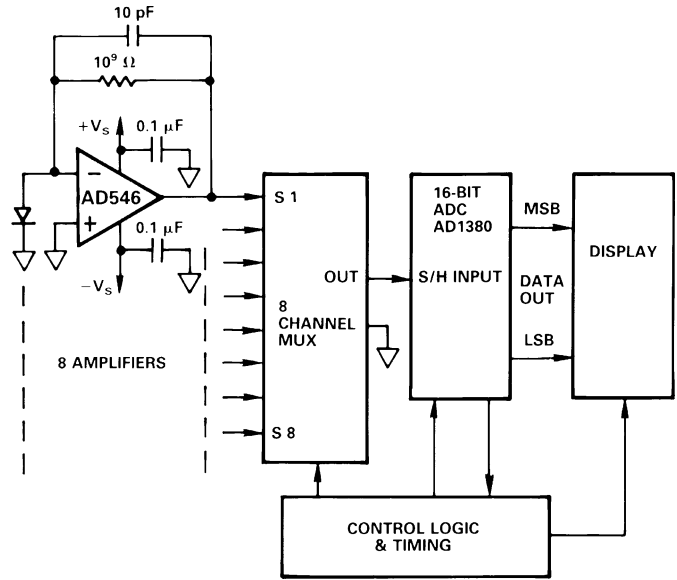 10 pF
10⁹ Ω
+VS
0.1 µF
−
AD546
+
0.1 µF
−VS
8 AMPLIFIERS
S 1
OUT
8
CHANNEL
MUX
S 8
16-BIT
ADC
AD1380
S/H INPUT
MSB
DATA
OUT
LSB
DISPLAY
CONTROL LOGIC
& TIMING